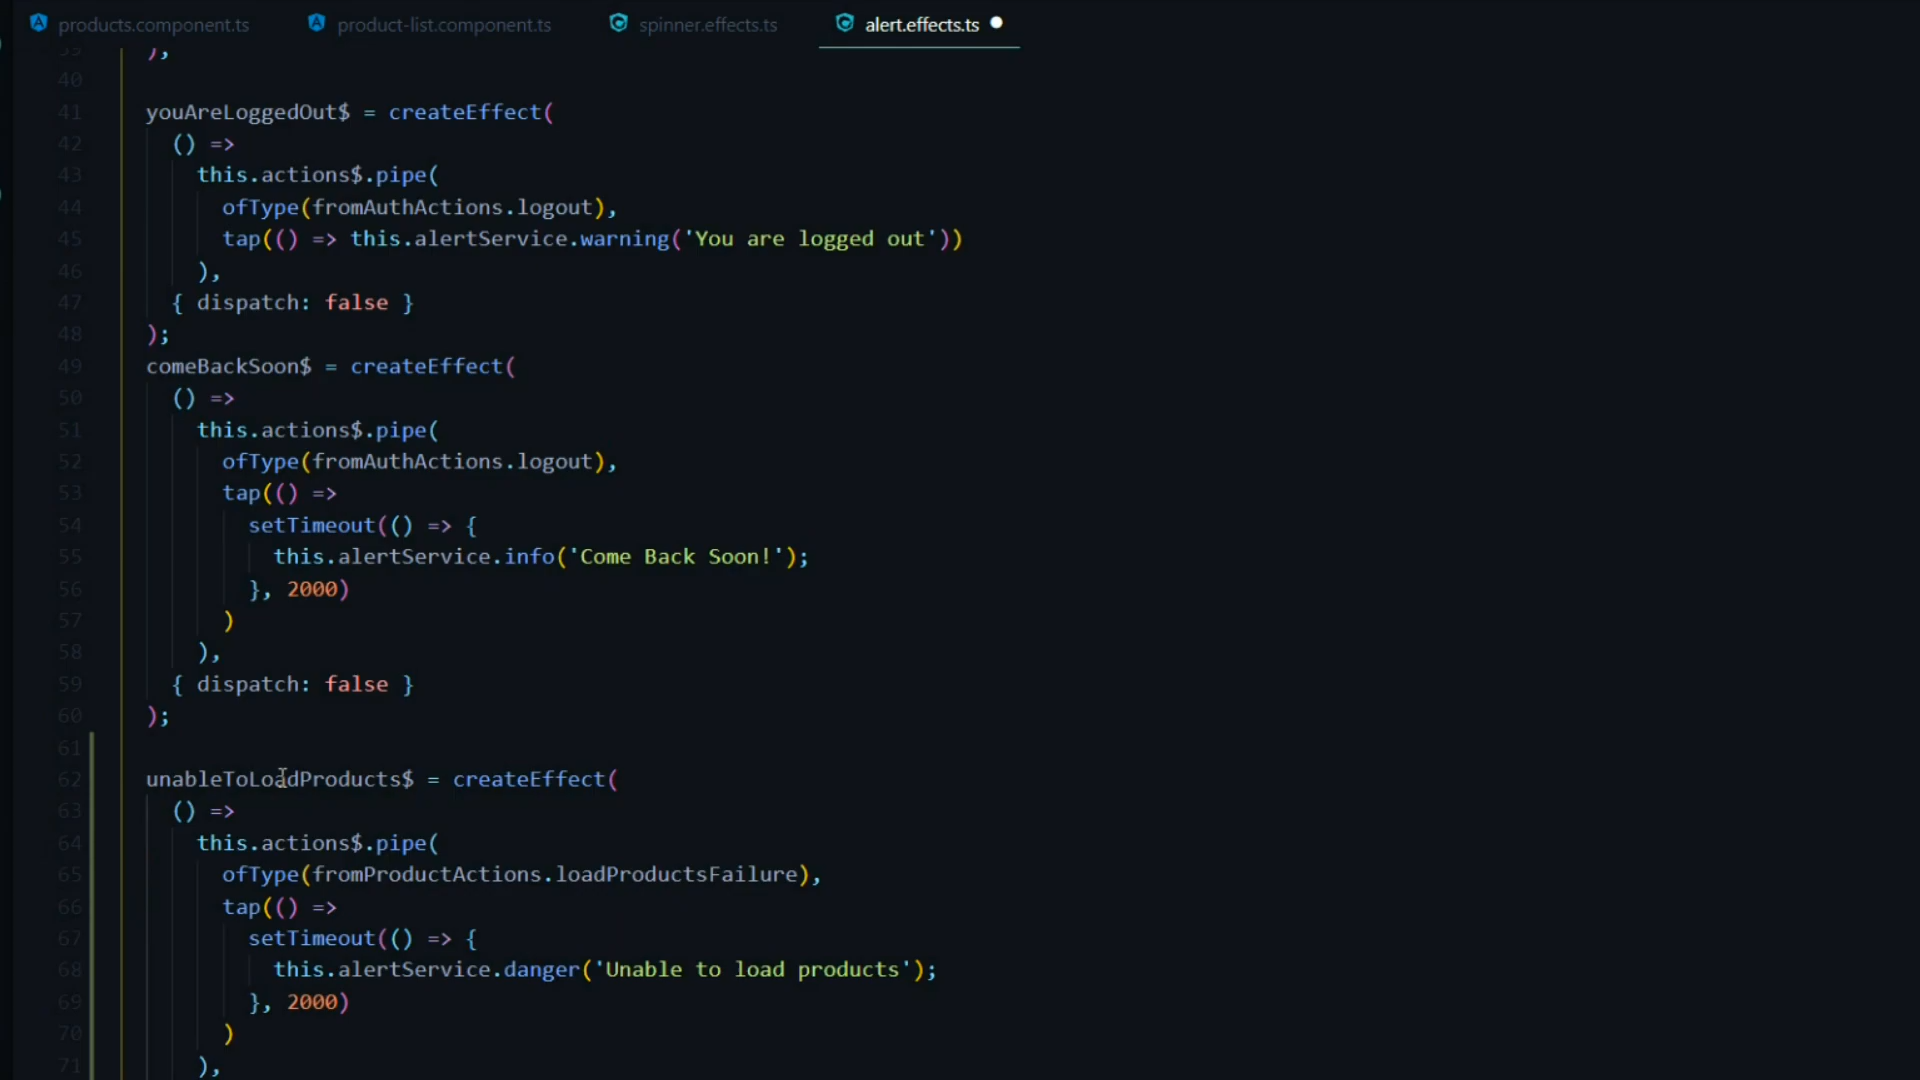 products.component.ts product-list.component.ts spinner.effects.ts alert.effects.ts
39 ),
40
41 youAreLoggedOut$ = createEffect(
42 () =>
43 this.actions$.pipe(
44 ofType(fromAuthActions.logout),
45 tap(() => this.alertService.warning('You are logged out'))
46 ),
47 { dispatch: false }
48 );
49 comeBackSoon$ = createEffect(
50 () =>
51 this.actions$.pipe(
52 ofType(fromAuthActions.logout),
53 tap(() =>
54 setTimeout(() => {
55 this.alertService.info('Come Back Soon!');
56 }, 2000)
57 )
58 ),
59 { dispatch: false }
60 );
61
62 unableToLoadProducts$ = createEffect(
63 () =>
64 this.actions$.pipe(
65 ofType(fromProductActions.loadProductsFailure),
66 tap(() =>
67 setTimeout(() => {
68 this.alertService.danger('Unable to load products');
69 }, 2000)
70 )
71 ),